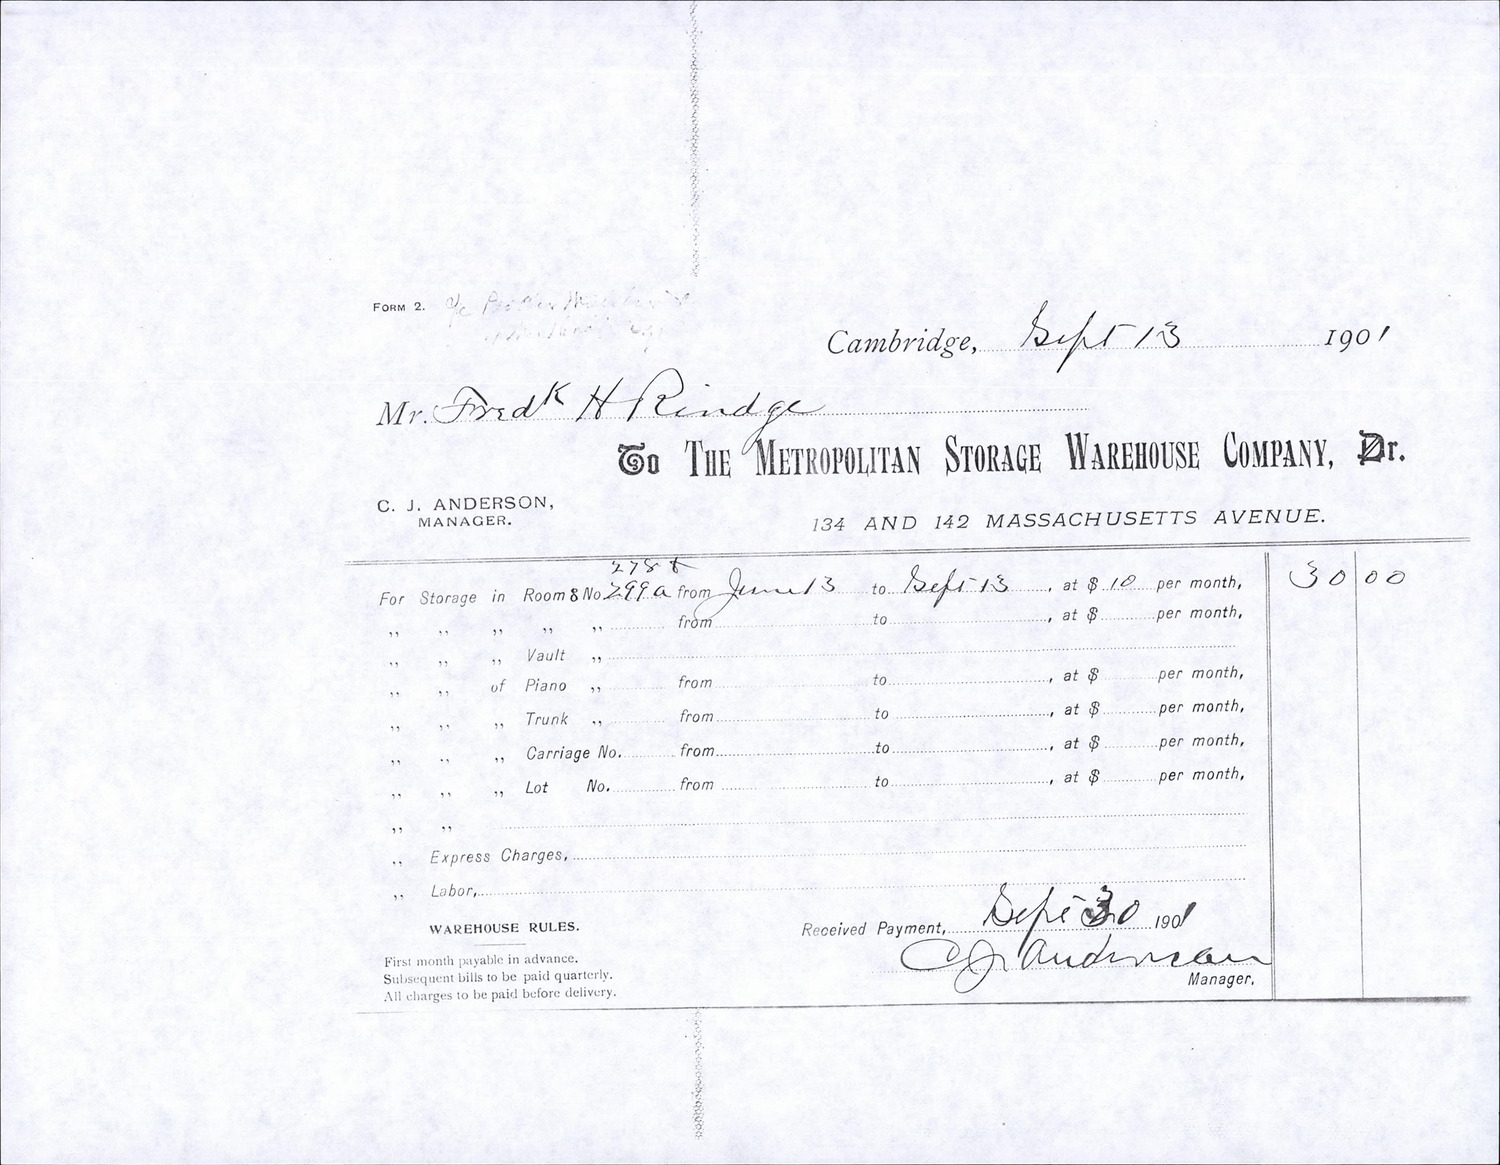 FORM 2.
Cambridge, Sept 13 1901
Mr. Fredk H Rindge
To THE METROPOLITAN STORAGE WAREHOUSE COMPANY, Dr.
C. J. ANDERSON,
MANAGER.
134 AND 142 MASSACHUSETTS AVENUE.
278 &
For Storage in Room & No 299a from June 13 to Sept 13, at $ 10 per month, 30 00
,, ,, ,, ,, ,, from to , at $ per month,
,, ,, ,, Vault ,,
,, ,, of Piano ,, from to , at $ per month,
,, ,, ,, Trunk ,, from to , at $ per month,
,, ,, ,, Carriage No. from to , at $ per month,
,, ,, ,, Lot No. from to , at $ per month,
,, ,,
,, Express Charges,
,, Labor,
WAREHOUSE RULES.
First month payable in advance.
Subsequent bills to be paid quarterly.
All charges to be paid before delivery.
Received Payment, Sept 30 1901
C J Anderson
Manager.